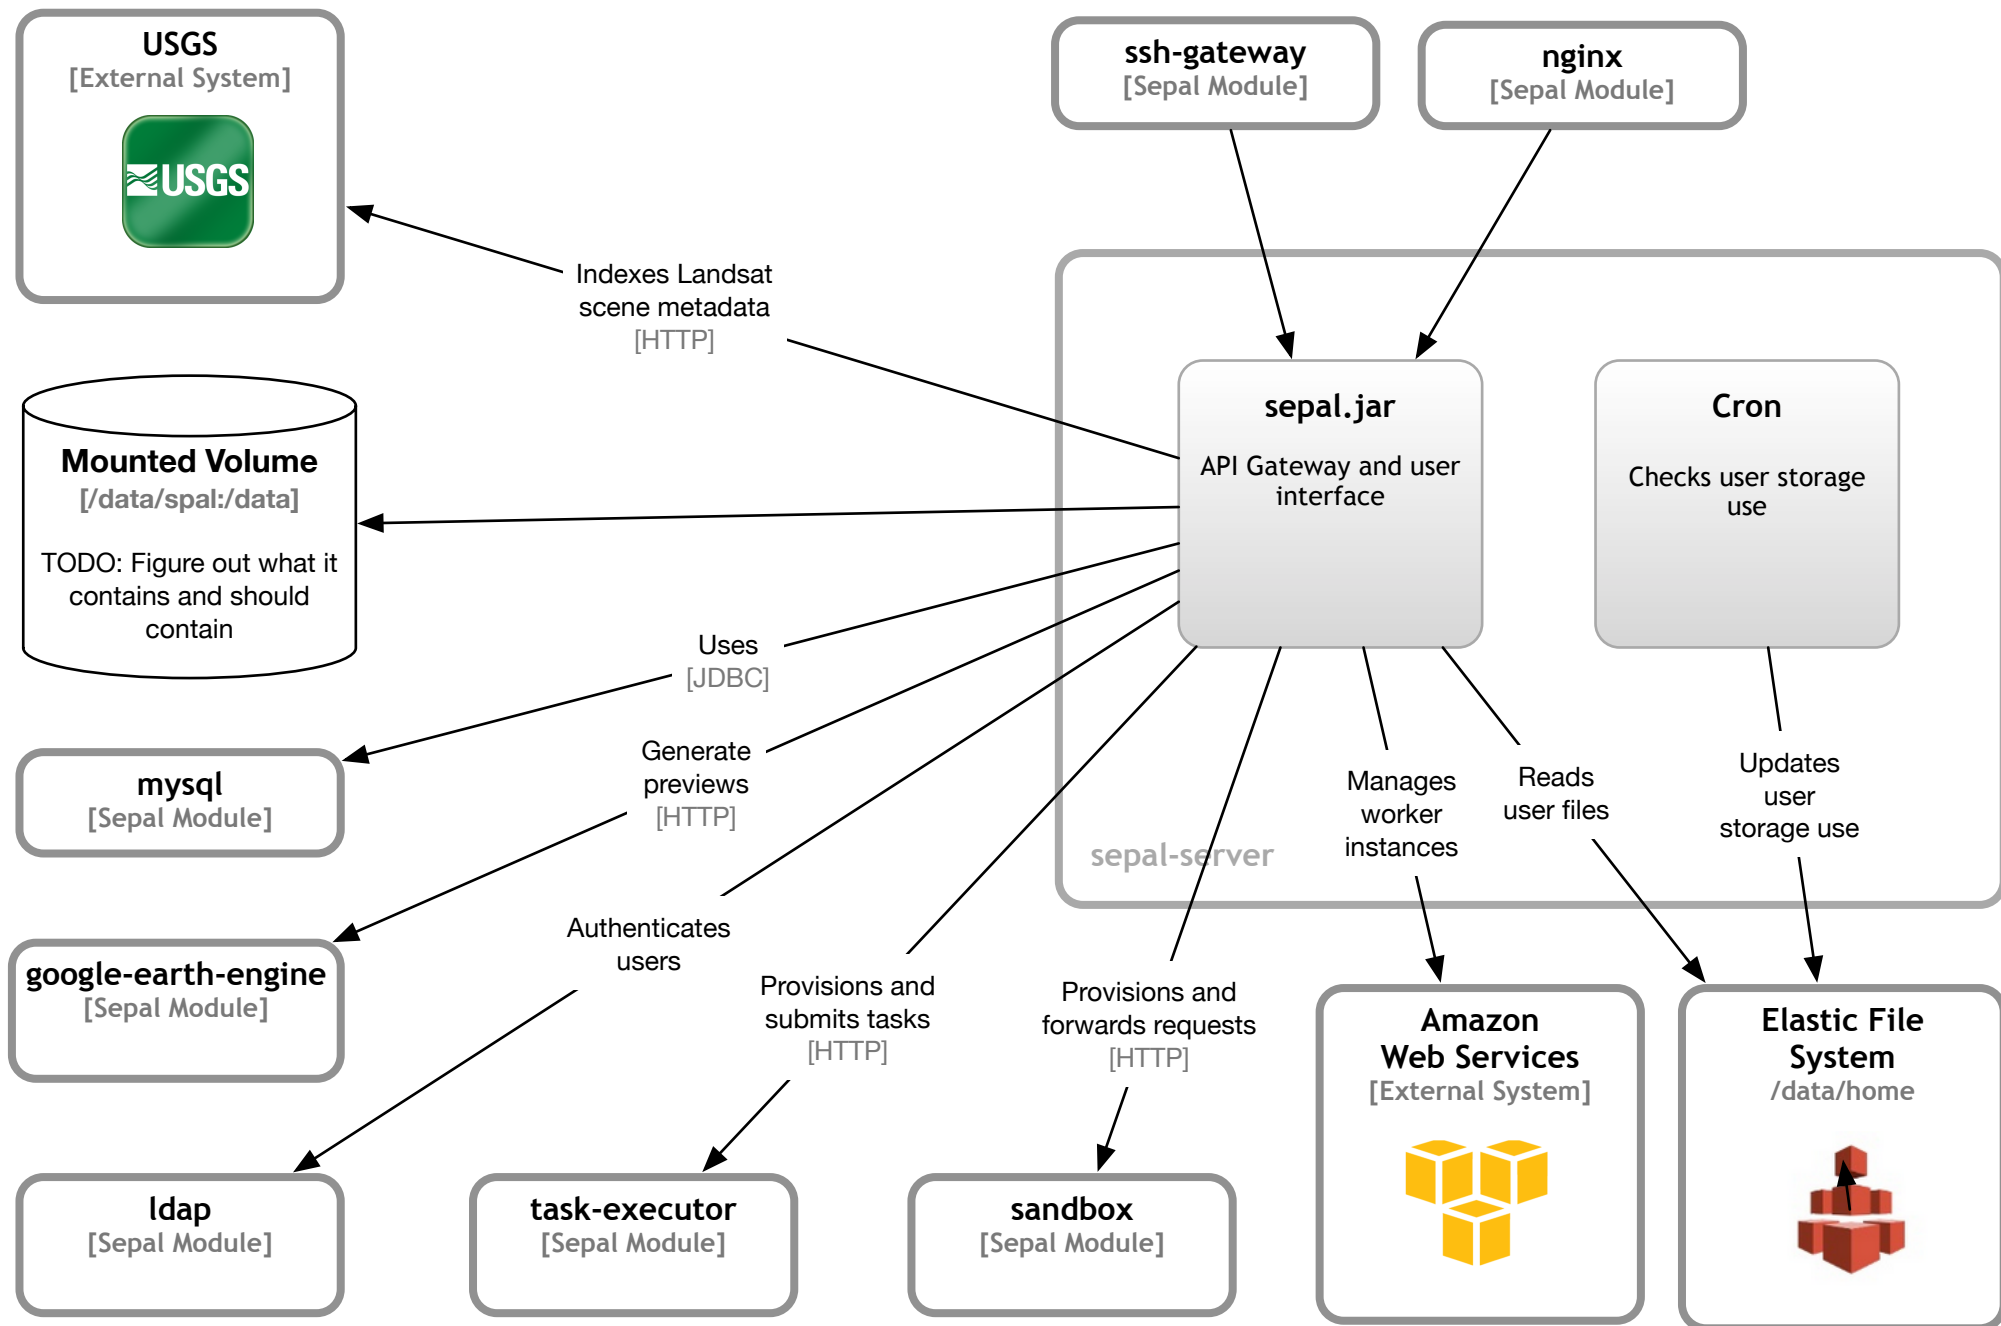 USGS
[External System]
USGS
ssh-gateway
[Sepal Module]
nginx
[Sepal Module]
Indexes Landsat
scene metadata
[HTTP]
Mounted Volume
[/data/spal:/data]
TODO: Figure out what it
contains and should
contain
sepal.jar
API Gateway and user
interface
Cron
Checks user storage
use
Uses
[JDBC]
mysql
[Sepal Module]
Generate
previews
[HTTP]
Manages
worker
instances
Reads
user files
Updates
user
storage use
sepal-server
google-earth-engine
[Sepal Module]
Authenticates
users
Provisions and
submits tasks
[HTTP]
Provisions and
forwards requests
[HTTP]
Amazon
Web Services
[External System]
Elastic File
System
/data/home
ldap
[Sepal Module]
task-executor
[Sepal Module]
sandbox
[Sepal Module]